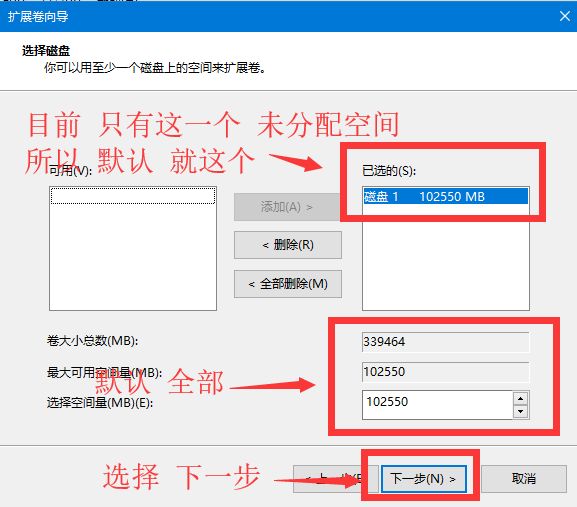 扩展卷向导
选择磁盘
你可以用至少一个磁盘上的空间来扩展卷。
目前 只有这一个 未分配空间
所以 默认 就这个
可用(V):
已选的(S):
磁盘 1 102550 MB
添加(A) >
< 删除(R)
< 全部删除(M)
卷大小总数(MB):
339464
最大可用空间量(MB):
102550
默认 全部
选择空间量(MB)(E):
102550
选择 下一步
< 上一步(
下一步(N) >
取消